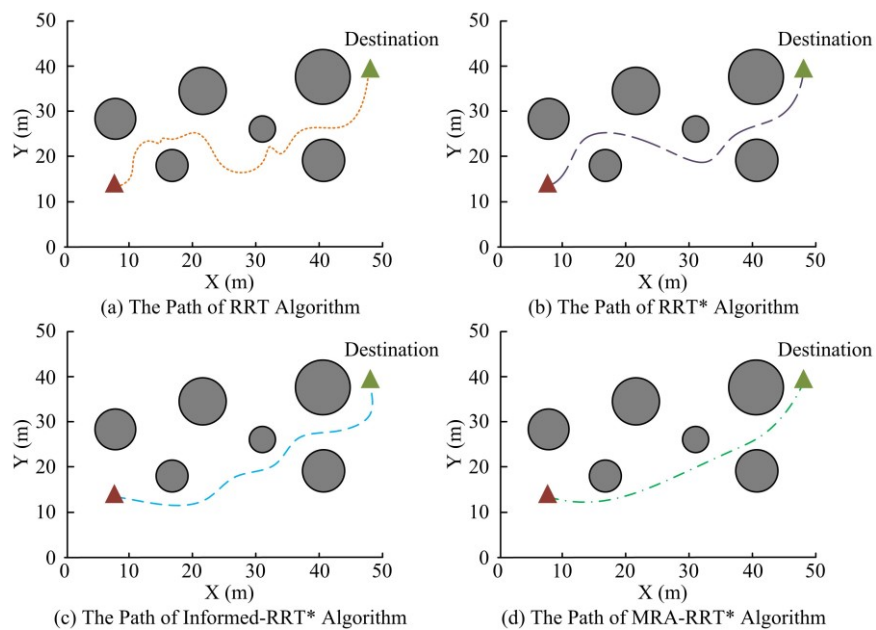 50
Destination
40
30
Y (m)
20
10
0
0 10 20 30 40 50
X (m)
(a) The Path of RRT Algorithm
50
Destination
40
30
Y (m)
20
10
0
0 10 20 30 40 50
X (m)
(b) The Path of RRT* Algorithm
50
Destination
40
30
Y (m)
20
10
0
0 10 20 30 40 50
X (m)
(c) The Path of Informed-RRT* Algorithm
50
Destination
40
30
Y (m)
20
10
0
0 10 20 30 40 50
X (m)
(d) The Path of MRA-RRT* Algorithm